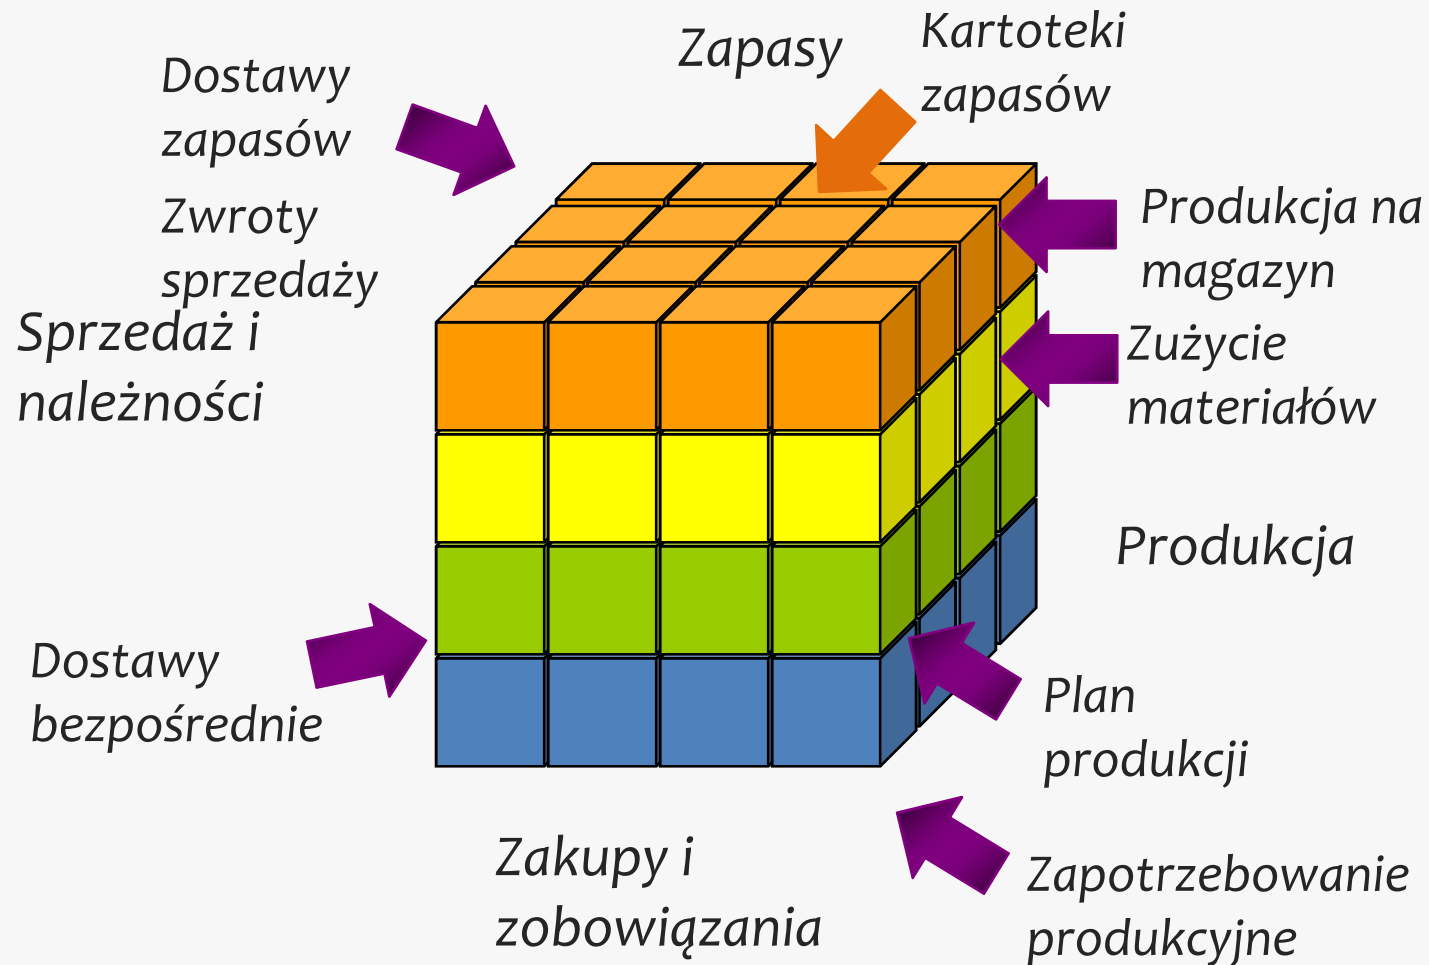 Zapasy
Kartoteki
zapasów
Dostawy
zapasów
Zwroty
sprzedaży
Sprzedaż i
należności
Produkcja na
magazyn
Zużycie
materiałów
Produkcja
Dostawy
bezpośrednie
Plan
produkcji
Zakupy i
zobowiązania
Zapotrzebowanie
produkcyjne